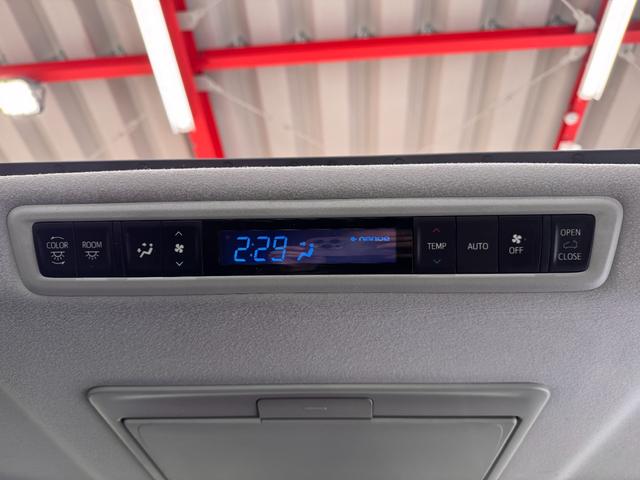 COLOR
ROOM
2:29
TEMP
AUTO
OFF
OPEN
CLOSE